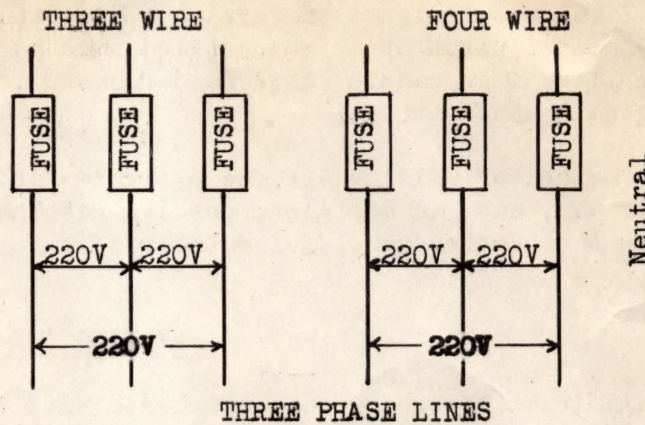 THREE WIRE FOUR WIRE
FUSE FUSE FUSE FUSE FUSE FUSE
Neutral
220V 220V 220V 220V
220V 220V
THREE PHASE LINES